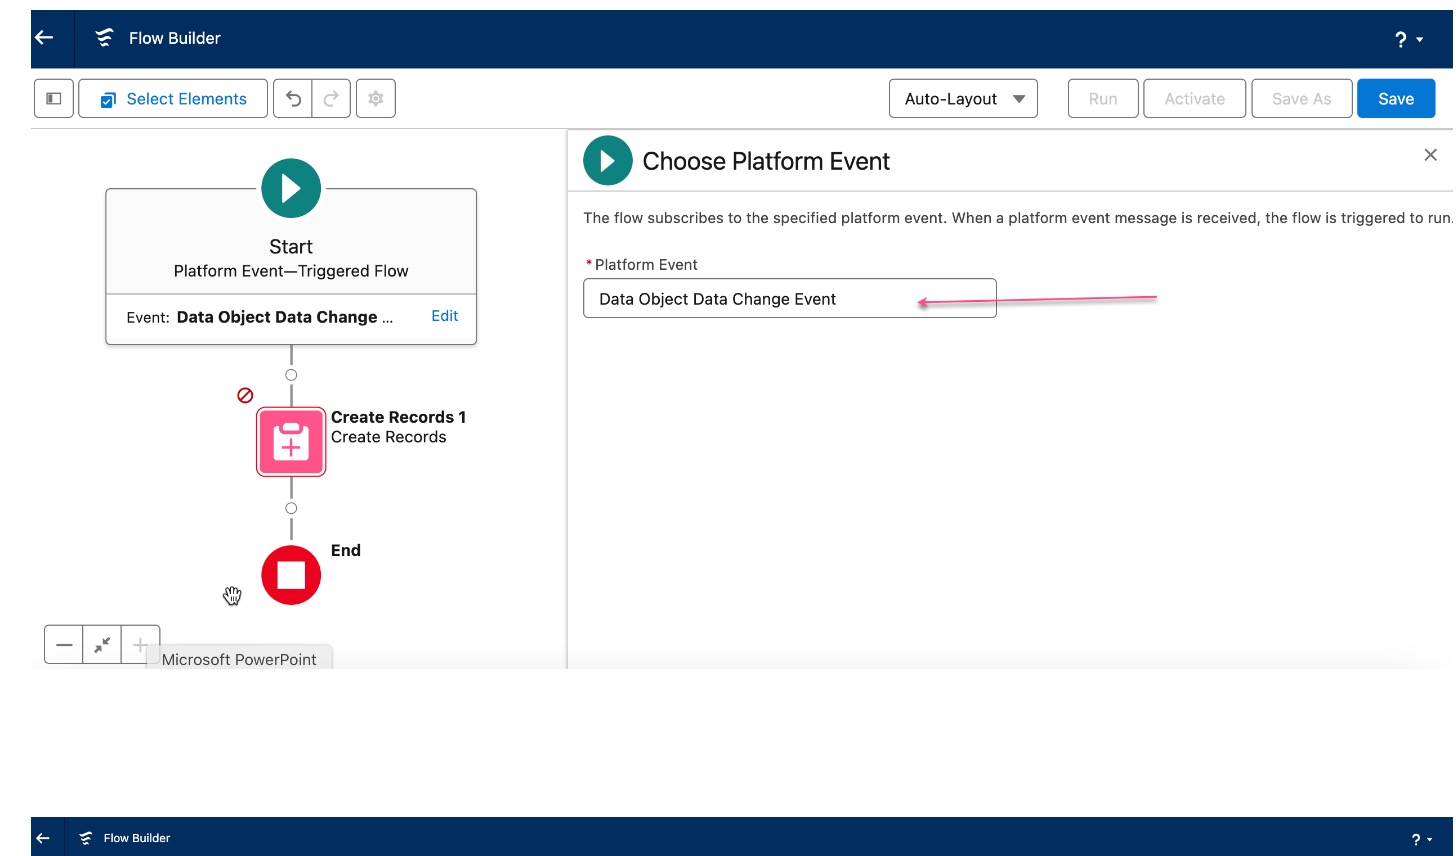 Flow Builder
?
Select Elements
Auto-Layout
Run
Activate
Save As
Save
Start
Platform Event—Triggered Flow
Event: Data Object Data Change ...
Edit
Create Records 1
Create Records
End
Microsoft PowerPoint
Choose Platform Event
The flow subscribes to the specified platform event. When a platform event message is received, the flow is triggered to run.
*Platform Event
Data Object Data Change Event
Flow Builder
?